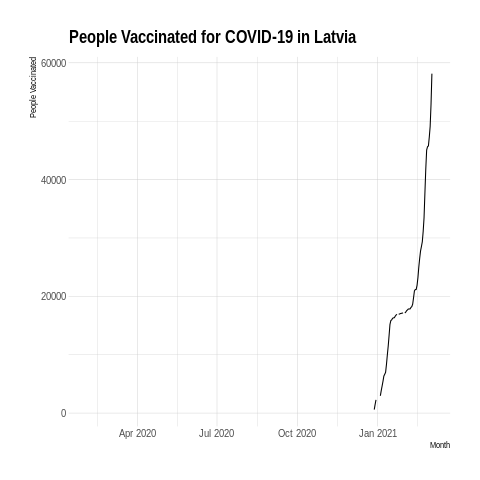 People Vaccinated for COVID-19 in Latvia
People Vaccinated
60000
40000
20000
0
Apr 2020 Jul 2020 Oct 2020 Jan 2021
Month